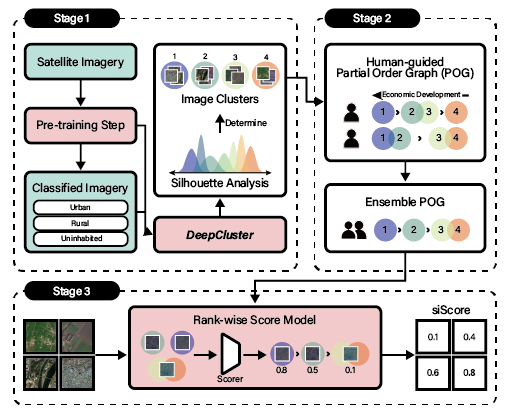 Stage 1
Satellite Imagery
Pre-training Step
Classified Imagery
Urban
Rural
Uninhabited
1 2 3 4
Image Clusters
Determine
Silhouette Analysis
DeepCluster
Stage 2
Human-guided
Partial Order Graph (POG)
Economic Development
1 › 2 3 › 4
1 2 › 3 4
Ensemble POG
1 › 2 › 3 4
Stage 3
Rank-wise Score Model
Scorer
0.8 › 0.5 › 0.1
siScore
0.1 0.4
0.6 0.8